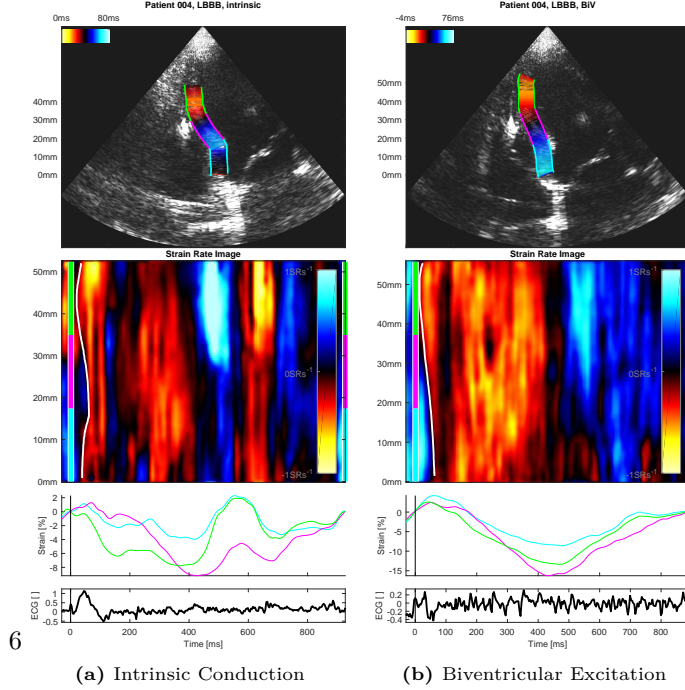 Patient 004, LBBB, intrinsic
0ms 80ms
40mm
30mm
20mm
10mm
0mm
Strain Rate Image
50mm
40mm
30mm
20mm
10mm
0mm
1SRs⁻¹
0SRs⁻¹
-1SRs⁻¹
Strain [%]
2
0
-2
-4
-6
-8
ECG [ ]
1
0.5
0
-0.5
0 200 400 600 800
Time [ms]
(a) Intrinsic Conduction
Patient 004, LBBB, BiV
-4ms 76ms
50mm
40mm
30mm
20mm
10mm
0mm
Strain Rate Image
50mm
40mm
30mm
20mm
10mm
0mm
1SRs⁻¹
0SRs⁻¹
-1SRs⁻¹
Strain [%]
0
-5
-10
-15
ECG [ ]
0.2
0
-0.2
-0.4
0 100 200 300 400 500 600 700 800
Time [ms]
(b) Biventricular Excitation
6